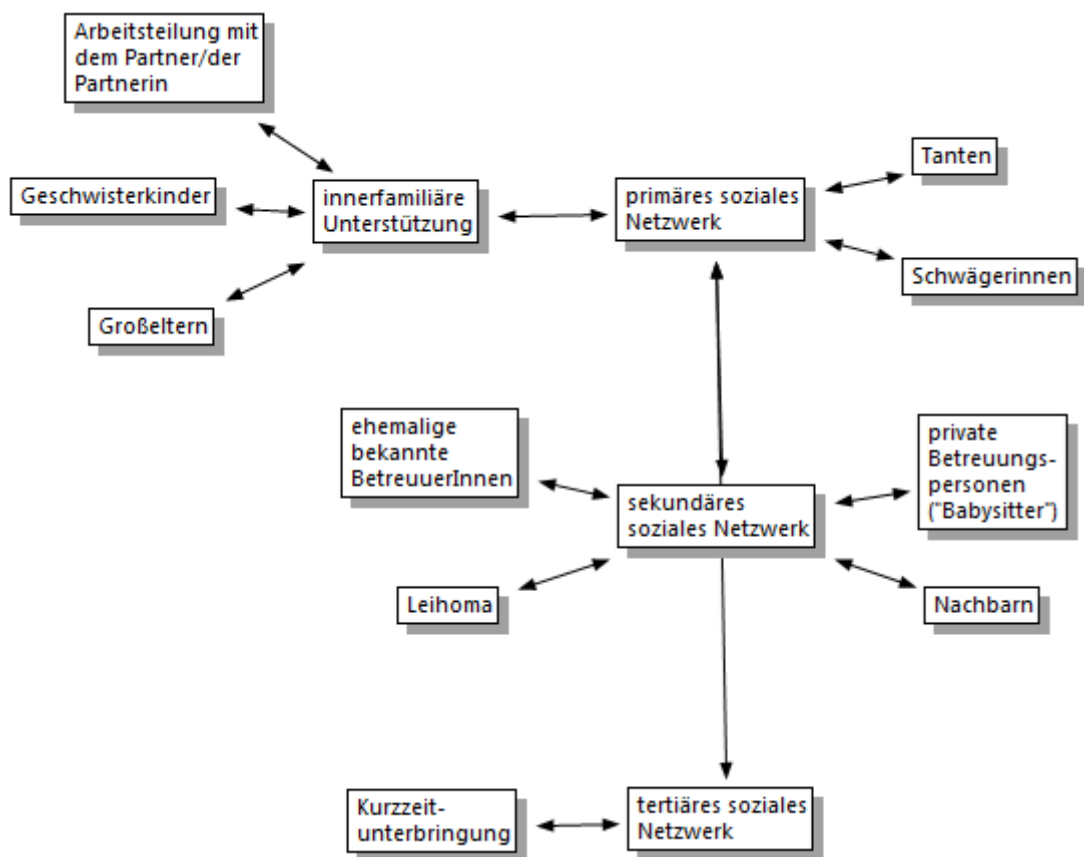 Arbeitsteilung mit
dem Partner/der
Partnerin
Geschwisterkinder
innerfamiliäre
Unterstützung
Großeltern
primäres soziales
Netzwerk
Tanten
Schwägerinnen
ehemalige
bekannte
BetreuuerInnen
private
Betreuungs-
personen
("Babysitter")
sekundäres
soziales Netzwerk
Leihoma
Nachbarn
Kurzzeit-
unterbringung
tertiäres soziales
Netzwerk